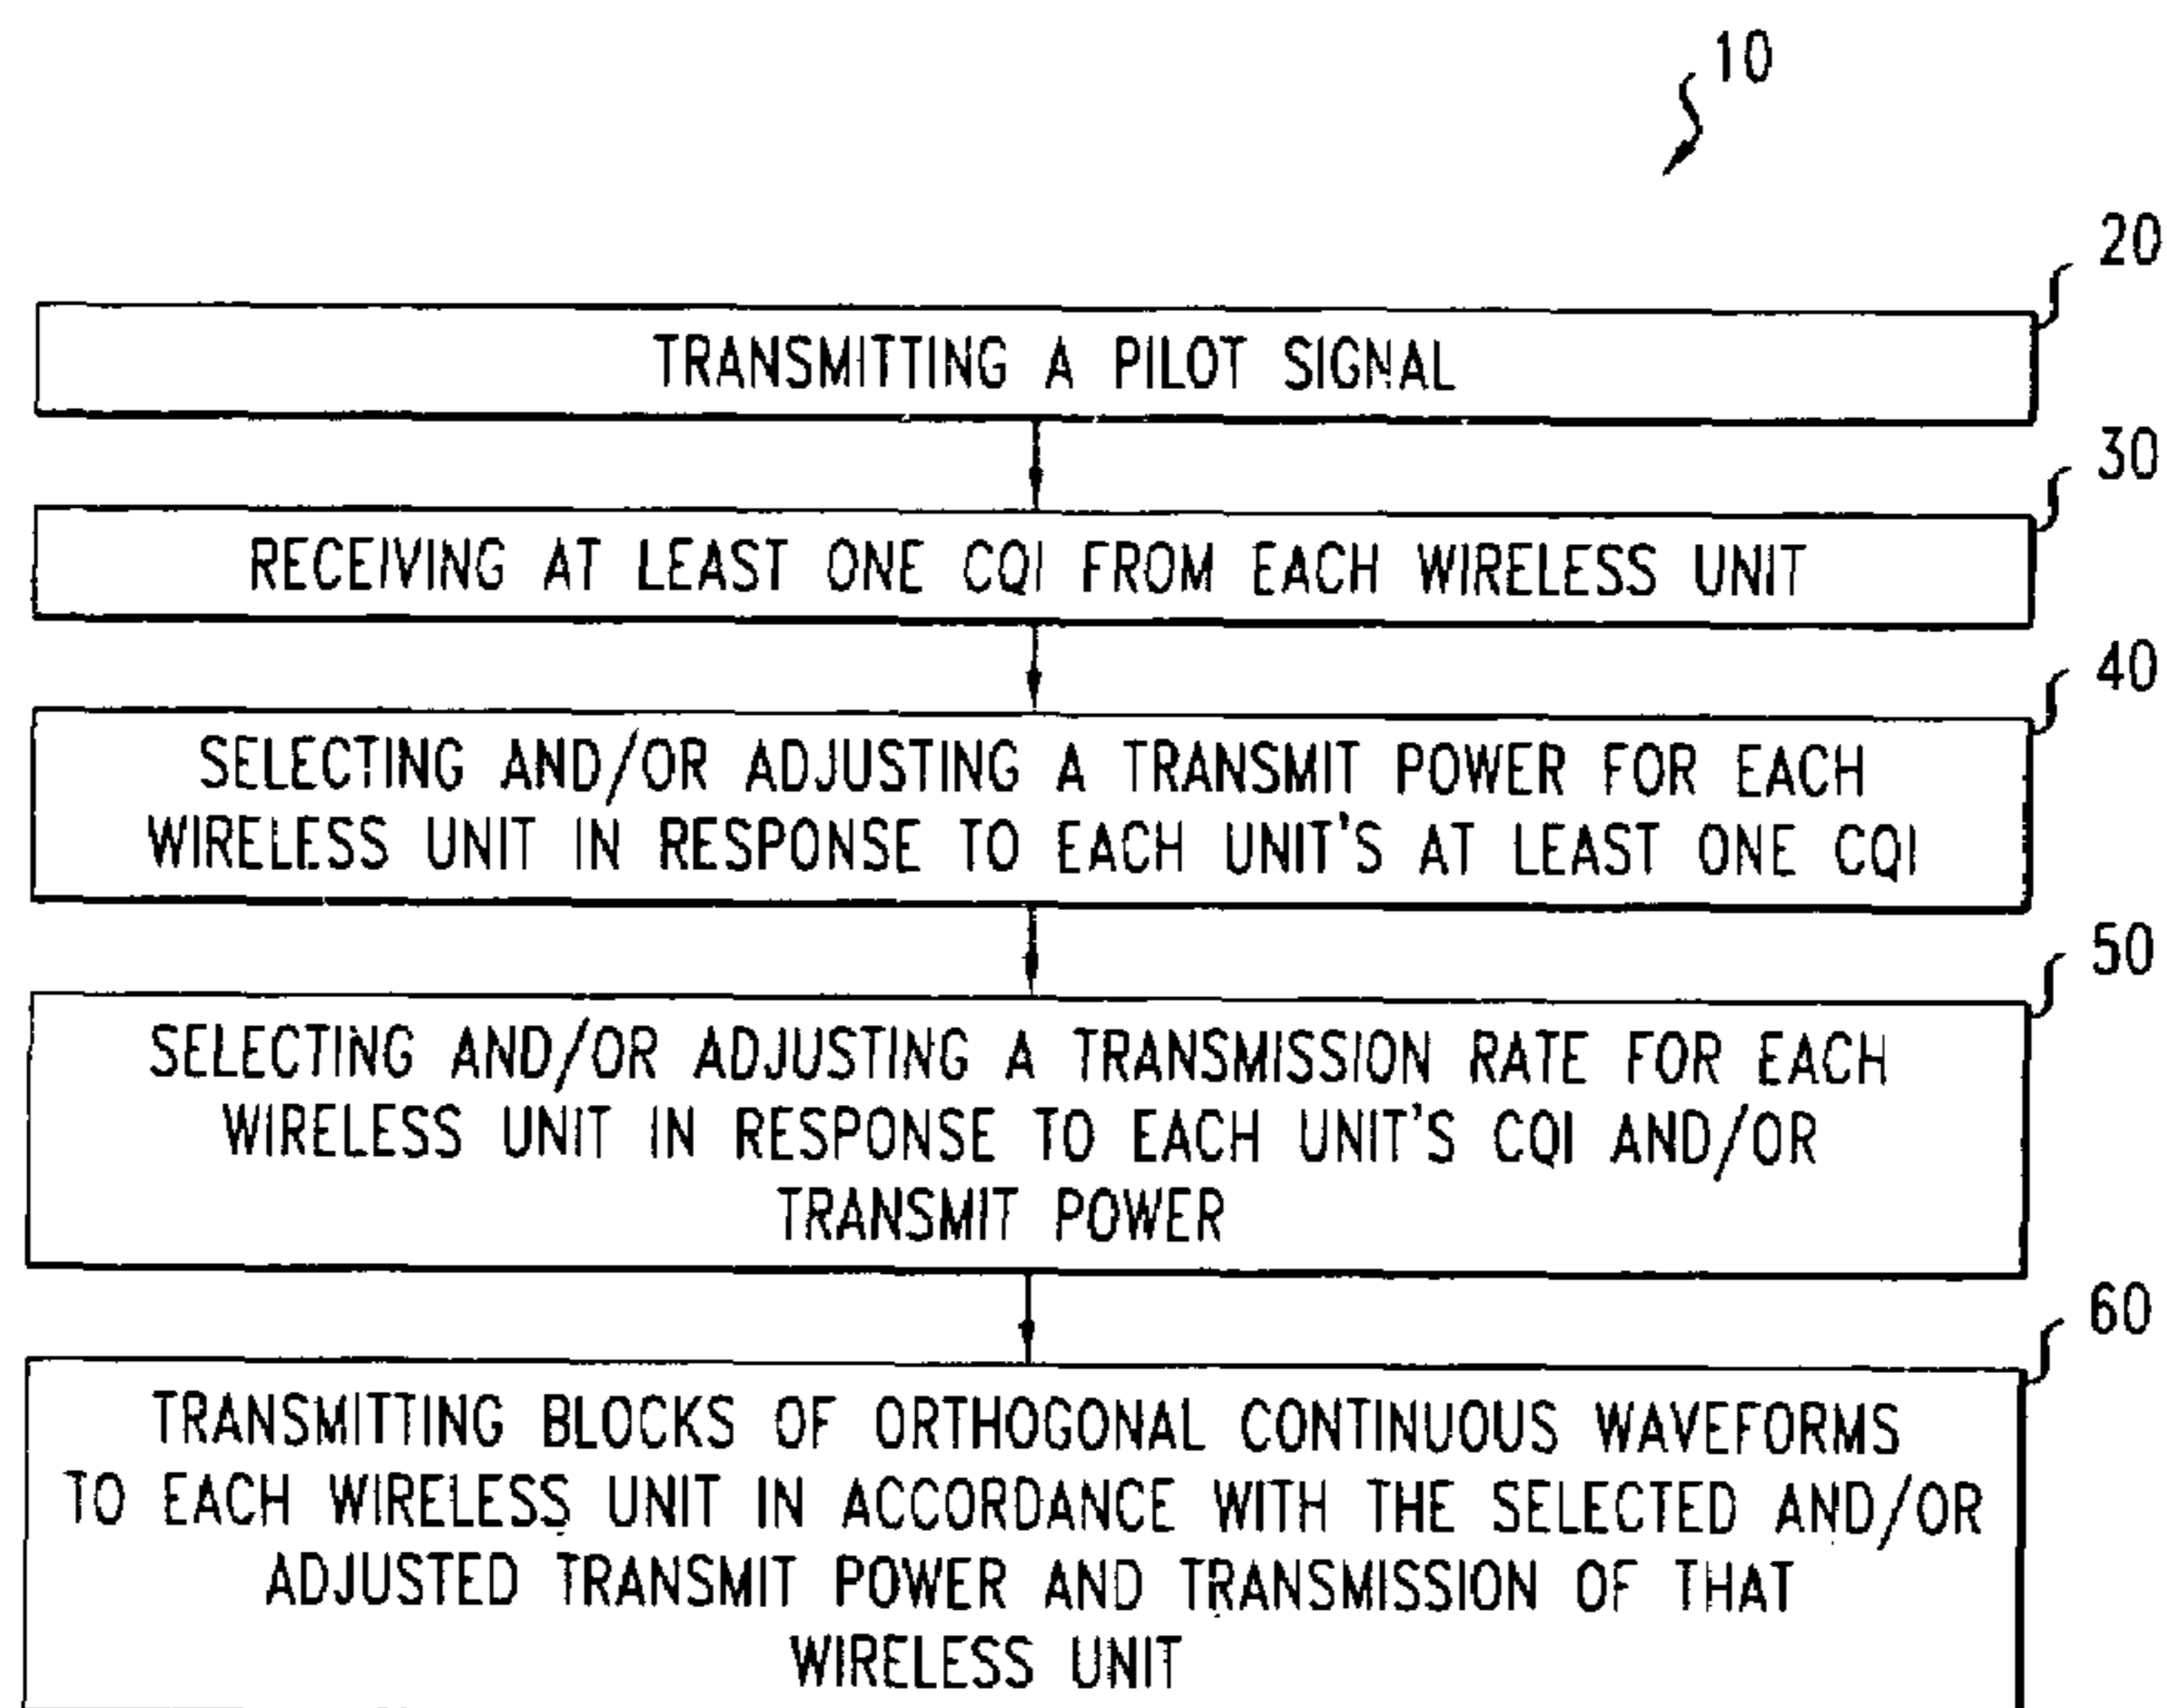 10
20
TRANSMITTING A PILOT SIGNAL
30
RECEIVING AT LEAST ONE CQI FROM EACH WIRELESS UNIT
40
SELECTING AND/OR ADJUSTING A TRANSMIT POWER FOR EACH
WIRELESS UNIT IN RESPONSE TO EACH UNIT'S AT LEAST ONE CQI
50
SELECTING AND/OR ADJUSTING A TRANSMISSION RATE FOR EACH
WIRELESS UNIT IN RESPONSE TO EACH UNIT'S CQI AND/OR
TRANSMIT POWER
60
TRANSMITTING BLOCKS OF ORTHOGONAL CONTINUOUS WAVEFORMS
TO EACH WIRELESS UNIT IN ACCORDANCE WITH THE SELECTED AND/OR
ADJUSTED TRANSMIT POWER AND TRANSMISSION OF THAT
WIRELESS UNIT